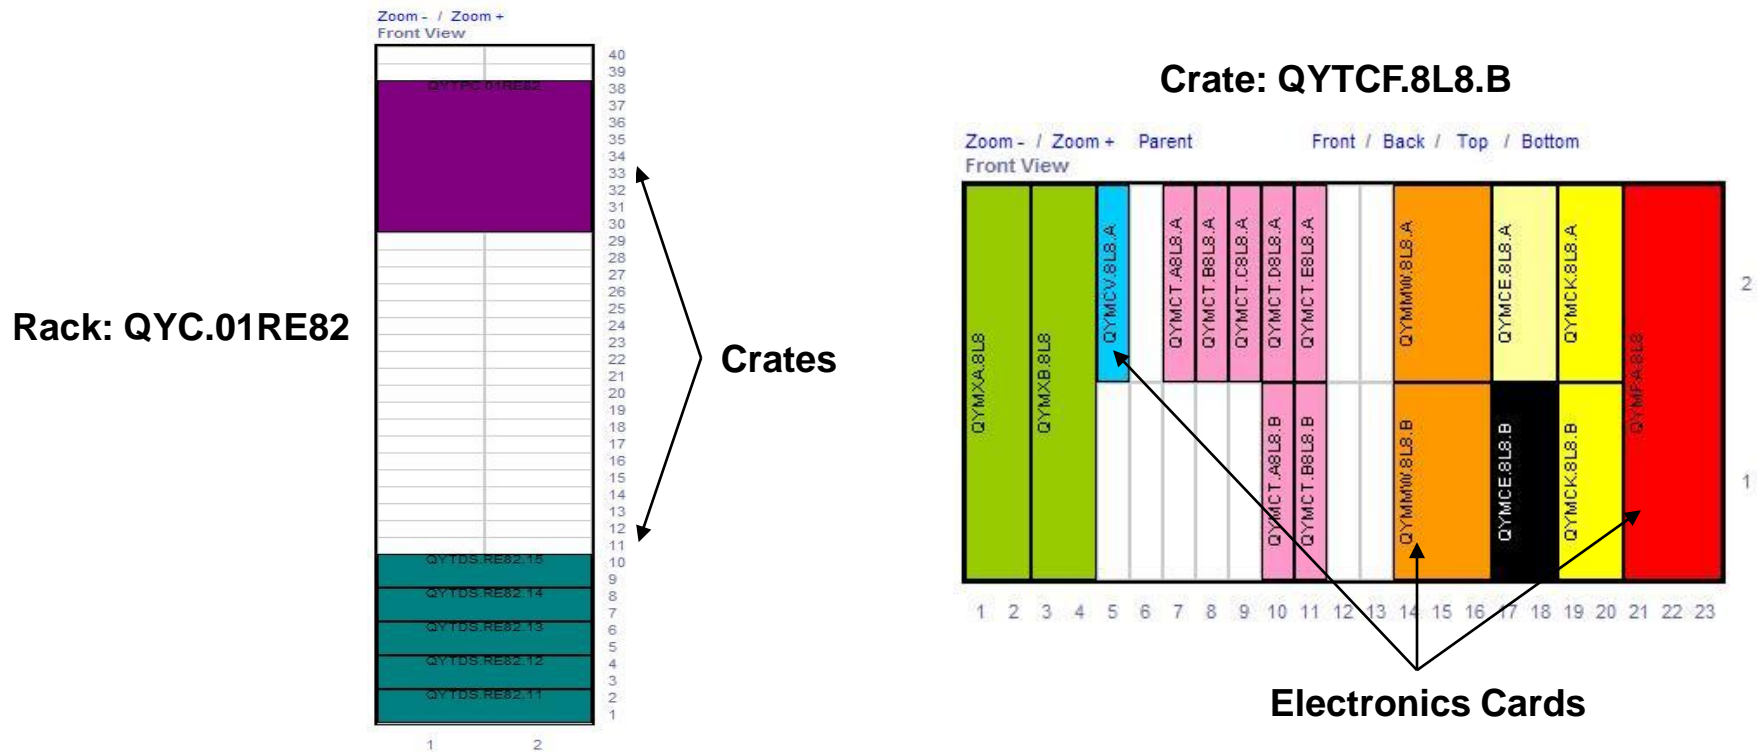 Zoom - / Zoom +
Front View
40
39
38
37
36
35
34
33
32
31
30
29
28
27
26
25
24
23
22
21
20
19
18
17
16
15
14
13
12
11
10
9
8
7
6
5
4
3
2
1
QYTPC.01RE82
QYTDS.RE82.15
QYTDS.RE82.14
QYTDS.RE82.13
QYTDS.RE82.12
QYTDS.RE82.11
1 2
Rack: QYC.01RE82
Crates
Crate: QYTCF.8L8.B
Zoom - / Zoom + Parent Front / Back / Top / Bottom
Front View
QYMXA.8L8
QYMXB.8L8
QYMCV.8L8.A
QYMCT.A8L8.A
QYMCT.B8L8.A
QYMCT.C8L8.A
QYMCT.D8L8.A
QYMCT.E8L8.A
QYMMW.8L8.A
QYMCE.8L8.A
QYMCK.8L8.A
QYMPA.8L8
QYMCT.A8L8.B
QYMCT.B8L8.B
QYMMW.8L8.B
QYMCE.8L8.B
QYMCK.8L8.B
2
1
1 2 3 4 5 6 7 8 9 10 11 12 13 14 15 16 17 18 19 20 21 22 23
Electronics Cards